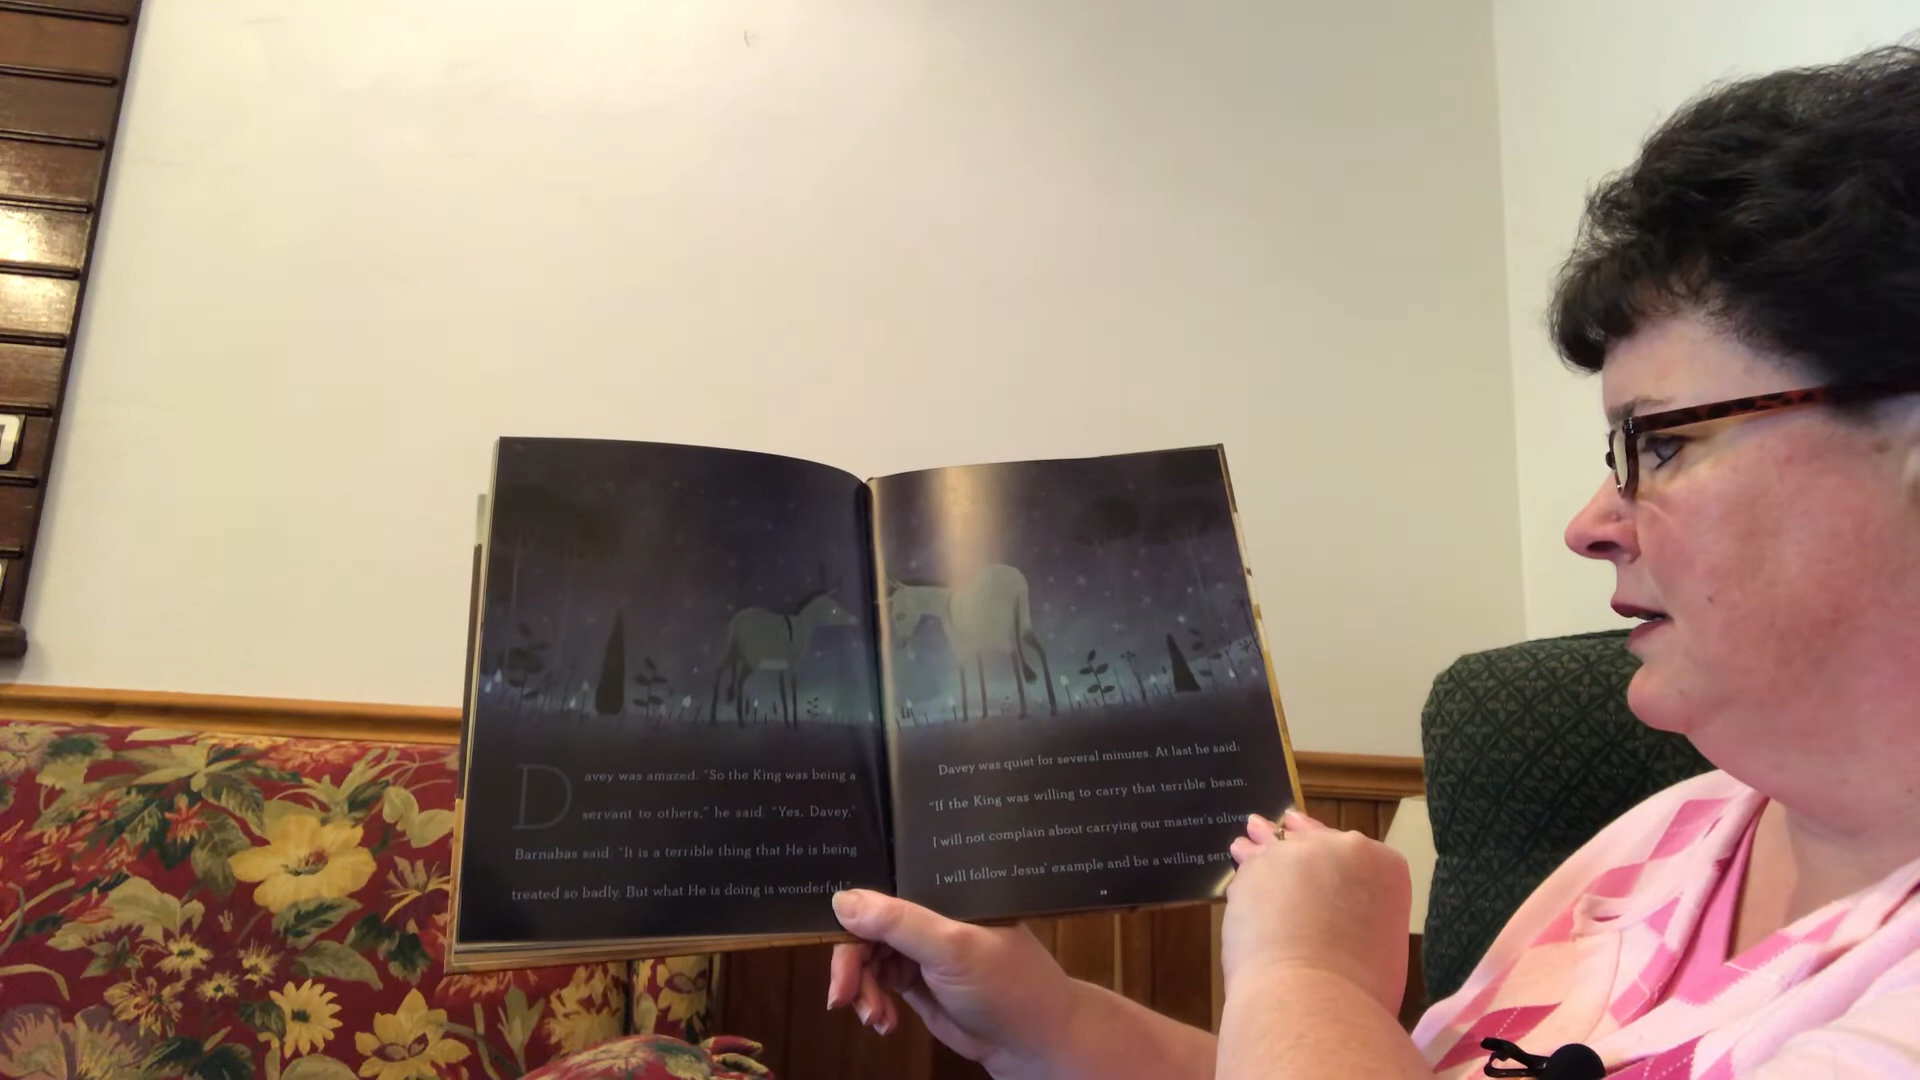 Davey was amazed. "So the King was being a
servant to others," he said. "Yes, Davey,"
Barnabas said. "It is a terrible thing that He is being
treated so badly. But what He is doing is wonderful."
Davey was quiet for several minutes. At last he said,
"If the King was willing to carry that terrible beam,
I will not complain about carrying our master's
I will follow Jesus' example and be a willing